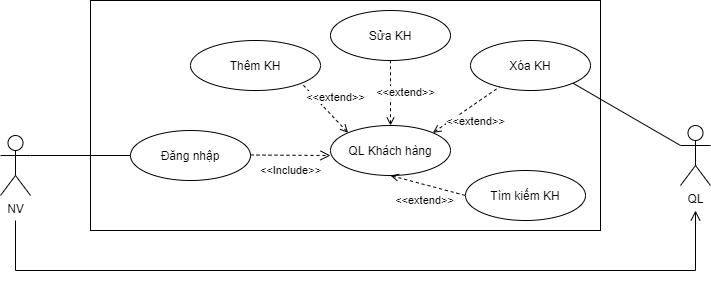 Sửa KH
Thêm KH
Xóa KH
<<extend>>
<<extend>>
<<extend>>
Đăng nhập
<<Include>>
QL Khách hàng
Tìm kiếm KH
<<extend>>
NV
QL